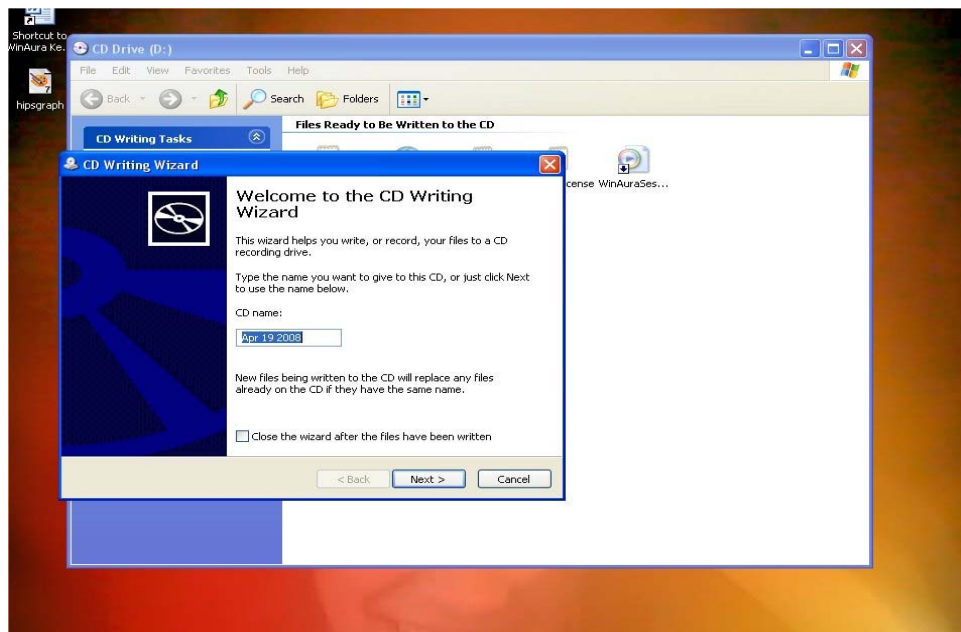 Shortcut to
WinAura Ke.
hipsgraph
CD Drive (D:)
File Edit View Favorites Tools Help
Back Search Folders
Files Ready to Be Written to the CD
CD Writing Tasks
cense WinAuraSes...
CD Writing Wizard
Welcome to the CD Writing
Wizard
This wizard helps you write, or record, your files to a CD
recording drive.
Type the name you want to give to this CD, or just click Next
to use the name below.
CD name:
Apr 19 2008
New files being written to the CD will replace any files
already on the CD if they have the same name.
Close the wizard after the files have been written
< Back Next > Cancel